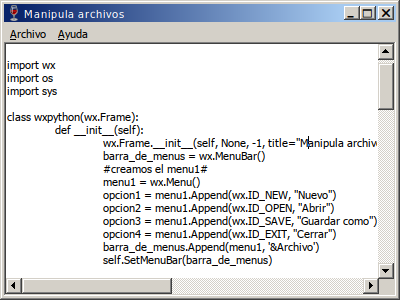 Manipula archivos
Archivo Ayuda
import wx
import os
import sys
class wxpython(wx.Frame):
def __init__(self):
wx.Frame.__init__(self, None, -1, title="Manipula archivo
barra_de_menus = wx.MenuBar()
#creamos el menu1#
menu1 = wx.Menu()
opcion1 = menu1.Append(wx.ID_NEW, "Nuevo")
opcion2 = menu1.Append(wx.ID_OPEN, "Abrir")
opcion3 = menu1.Append(wx.ID_SAVE, "Guardar como")
opcion4 = menu1.Append(wx.ID_EXIT, "Cerrar")
barra_de_menus.Append(menu1, '&Archivo')
self.SetMenuBar(barra_de_menus)